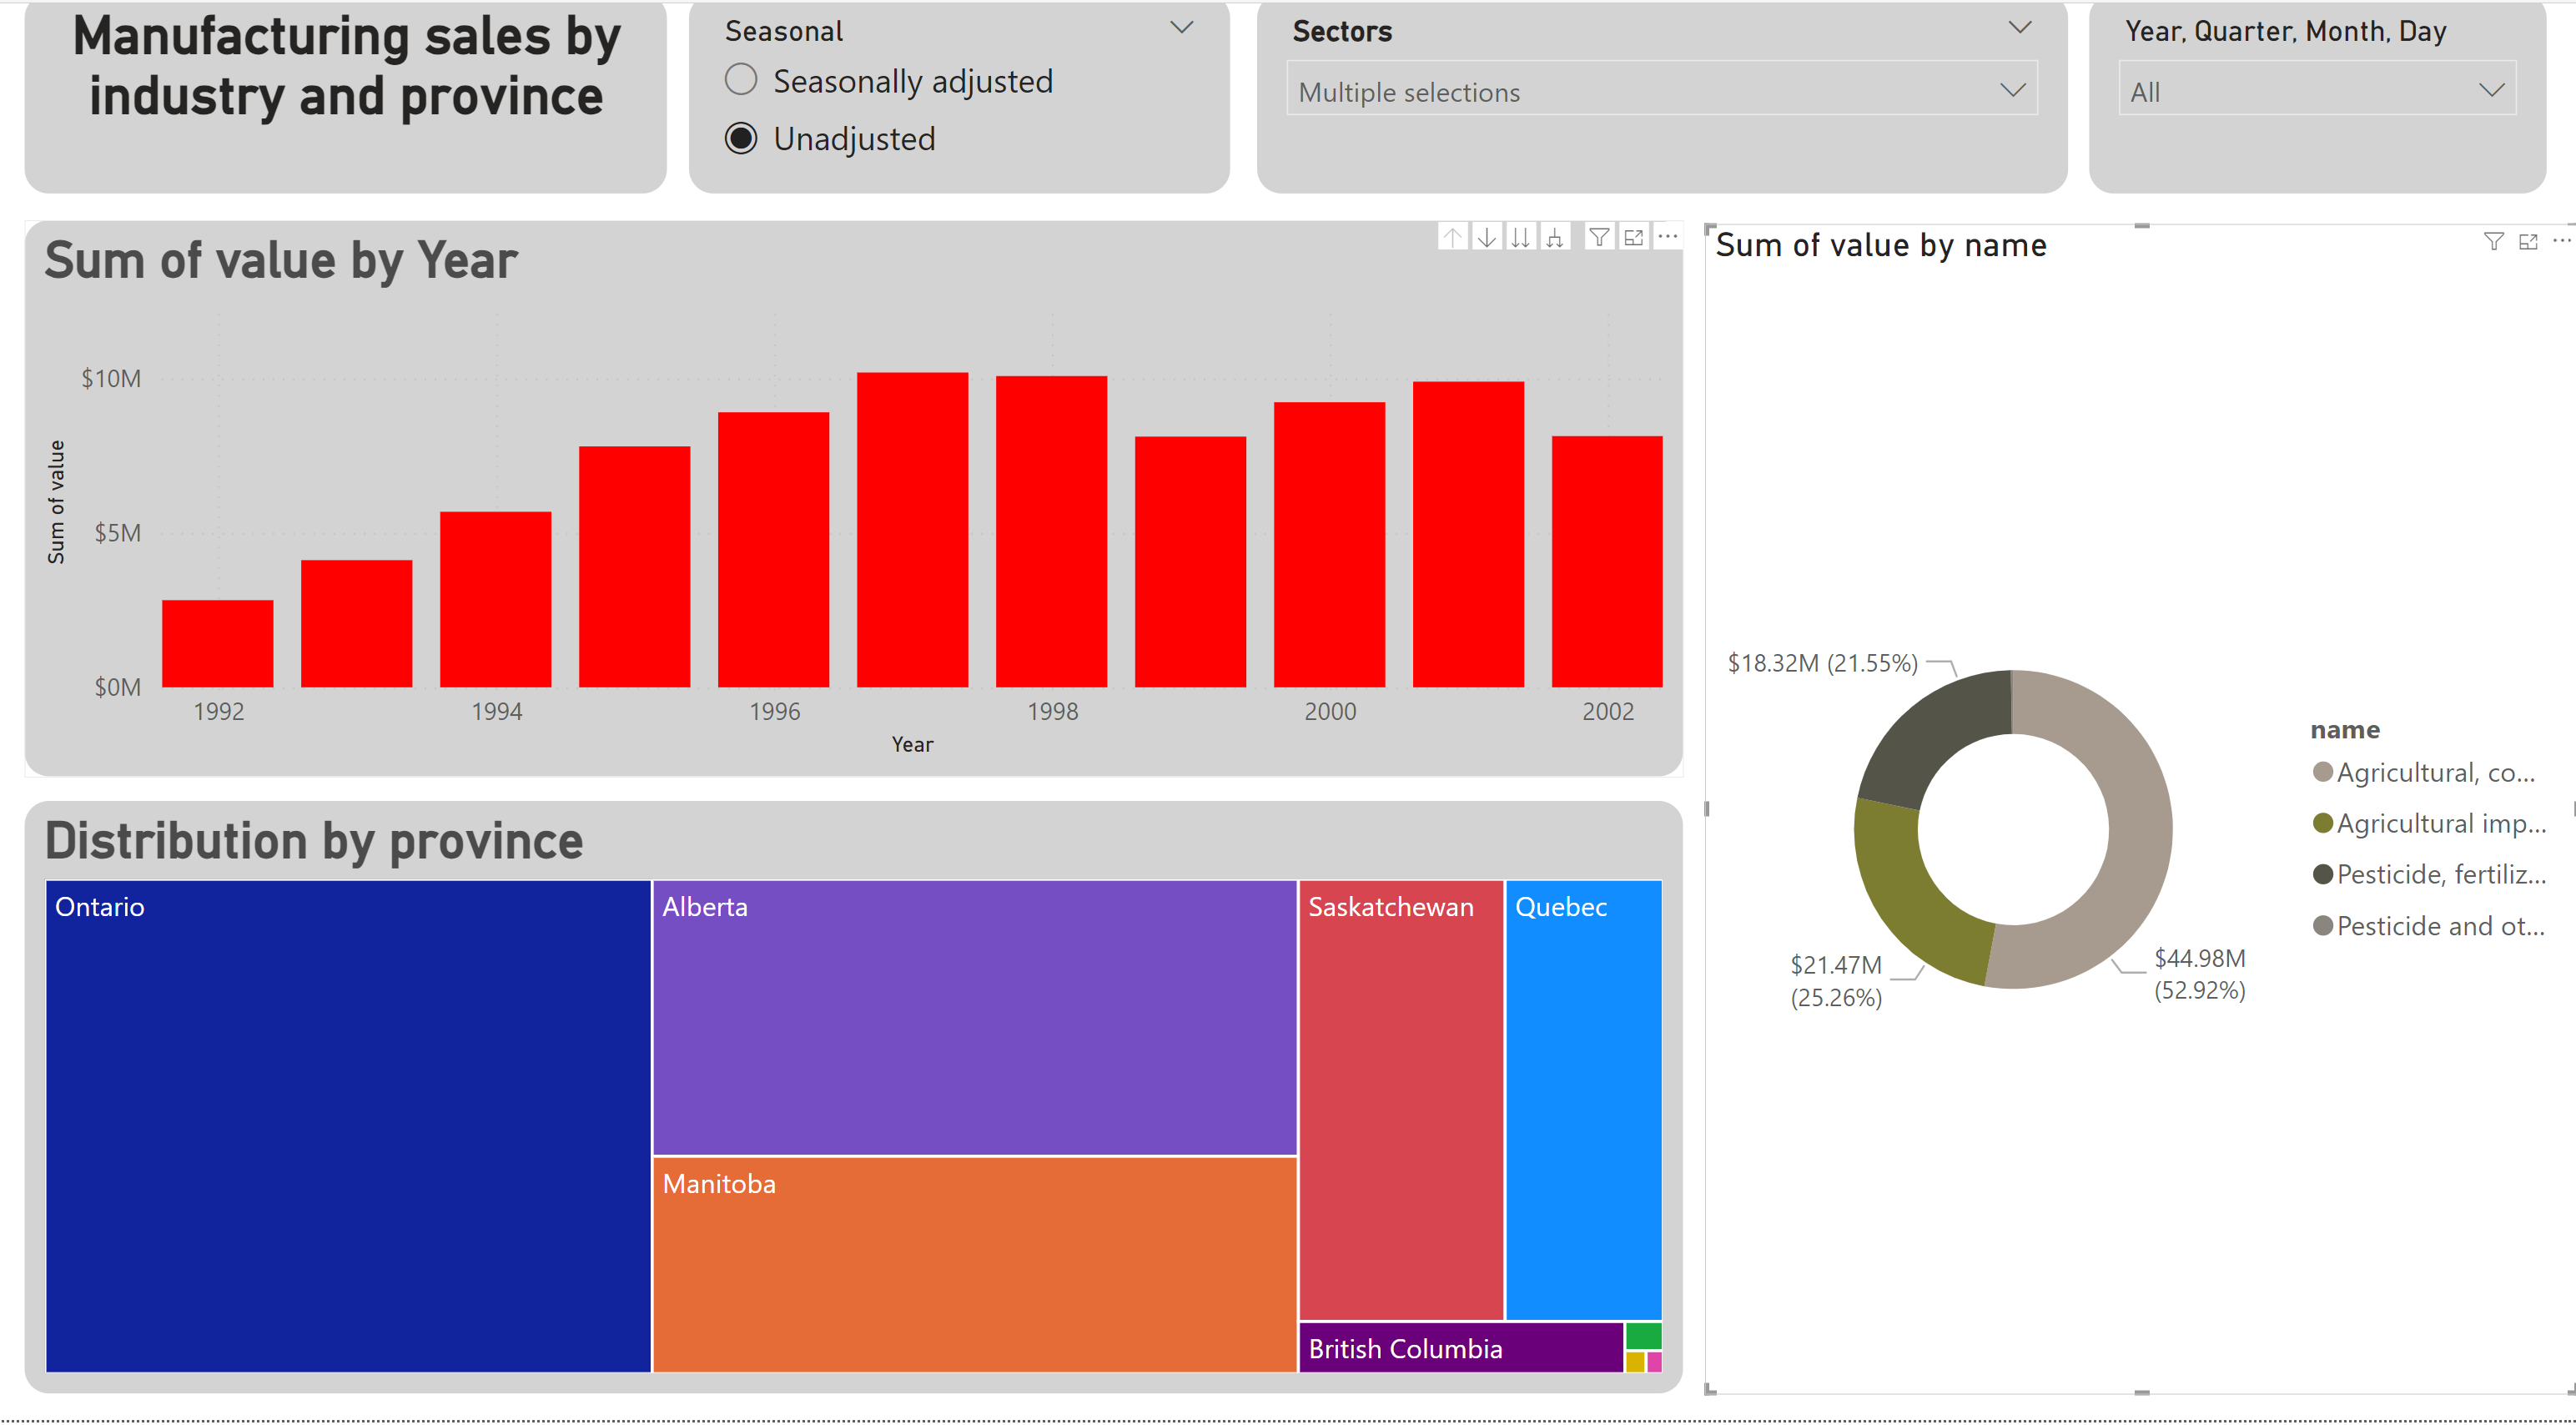 Manufacturing sales by
industry and province
Seasonal
Seasonally adjusted
Unadjusted
Sectors
Multiple selections
Year, Quarter, Month, Day
All
Sum of value by Year
Sum of value
$10M
$5M
$0M
1992
1994
1996
1998
2000
2002
Year
Sum of value by name
$18.32M (21.55%)
$21.47M
(25.26%)
$44.98M
(52.92%)
name
Agricultural, co...
Agricultural imp...
Pesticide, fertiliz...
Pesticide and ot...
Distribution by province
Ontario
Alberta
Manitoba
Saskatchewan
Quebec
British Columbia